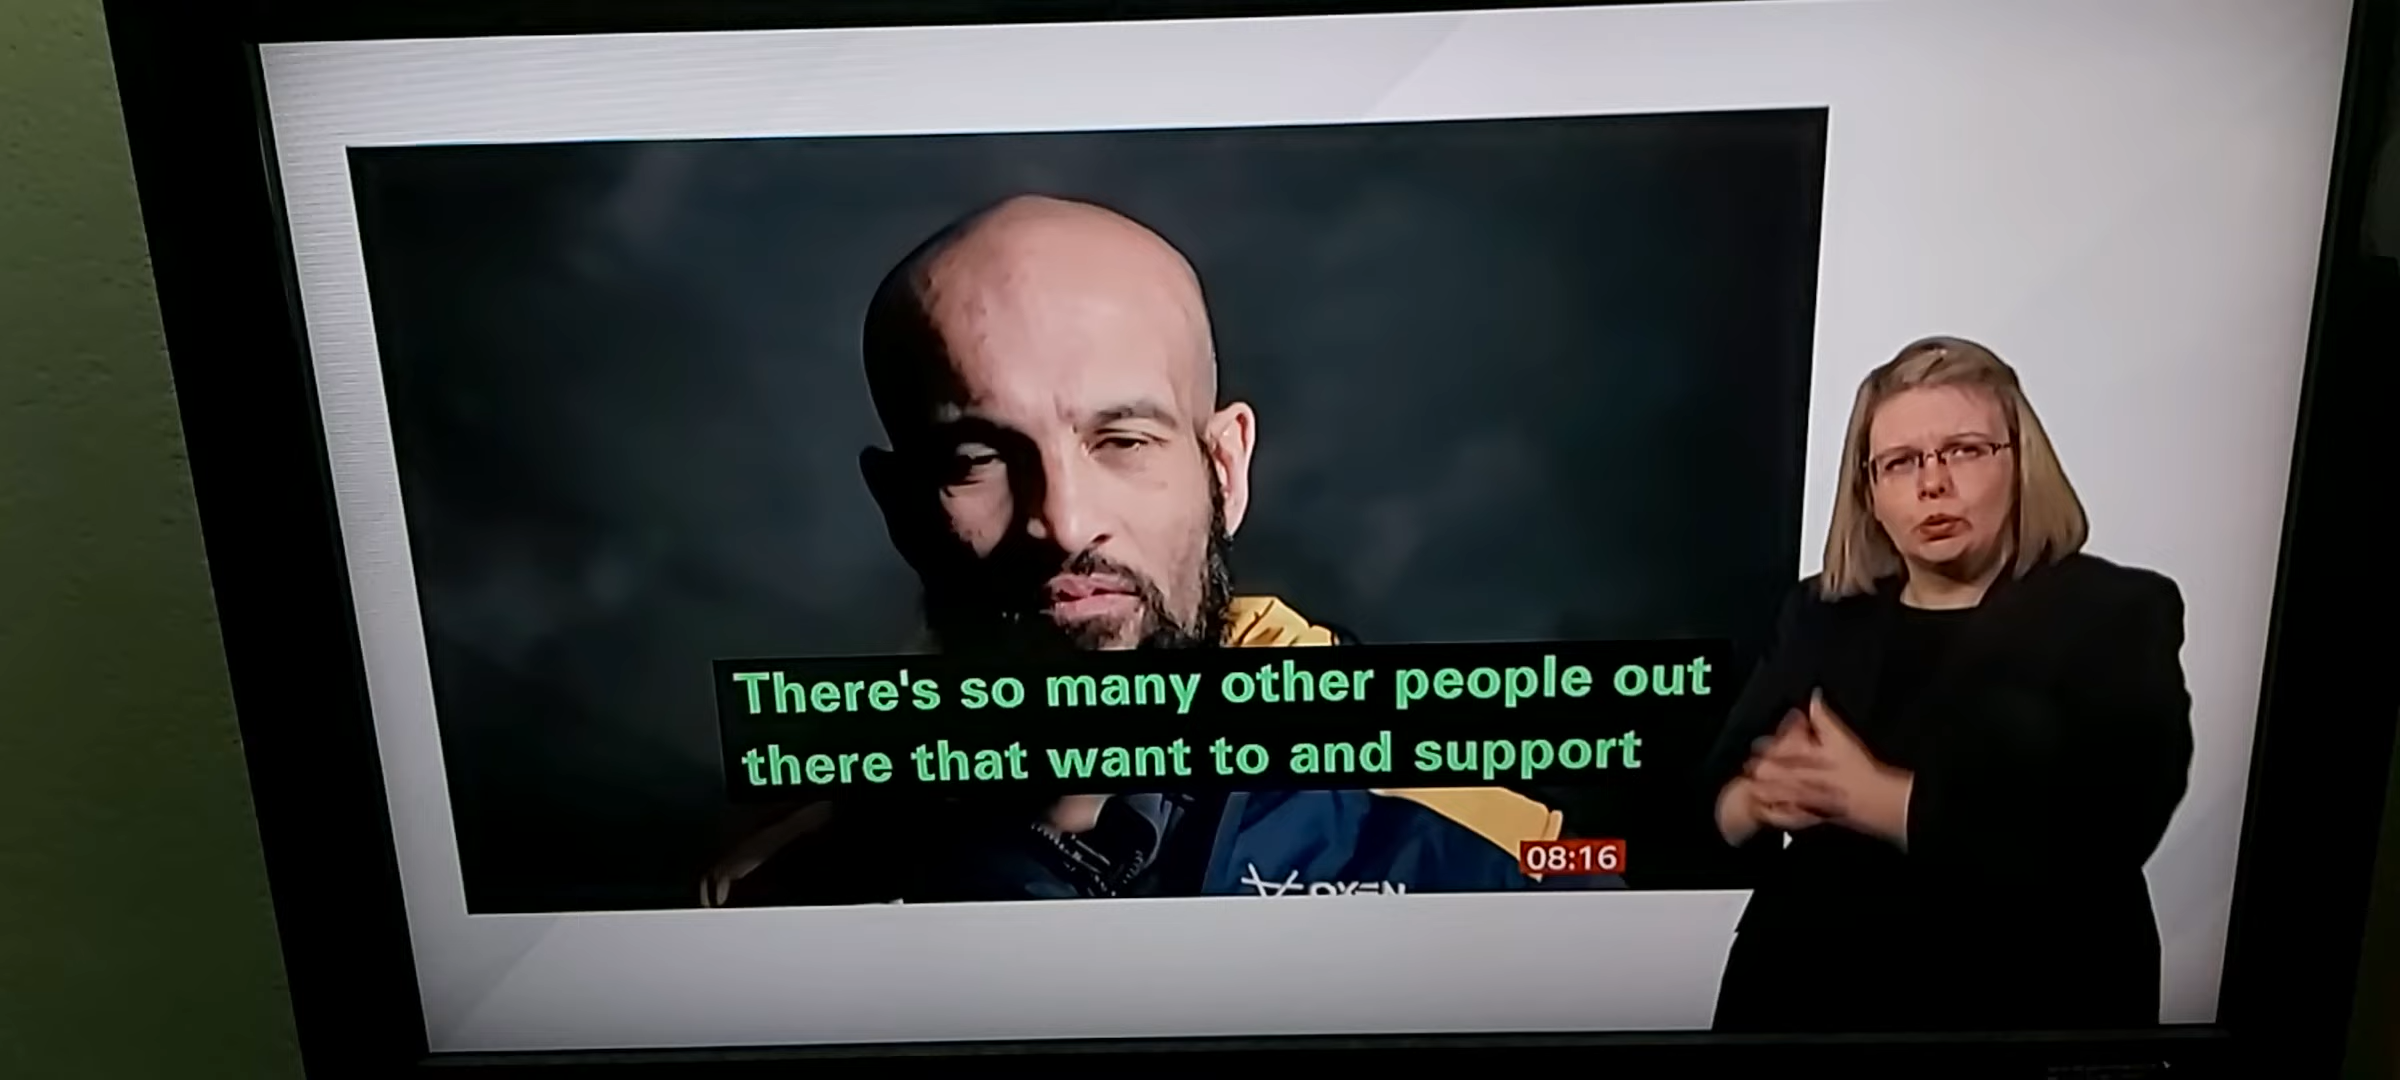 There's so many other people out
there that want to and support
08:16